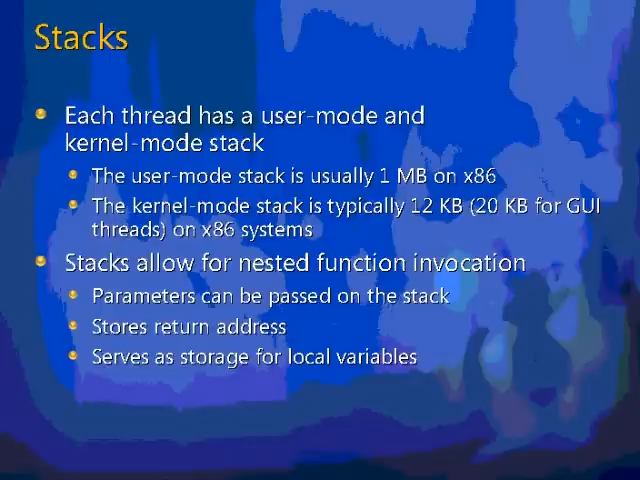 Stacks
Each thread has a user-mode and
kernel-mode stack
The user-mode stack is usually 1 MB on x86
The kernel-mode stack is typically 12 KB (20 KB for GUI
threads) on x86 systems
Stacks allow for nested function invocation
Parameters can be passed on the stack
Stores return address
Serves as storage for local variables